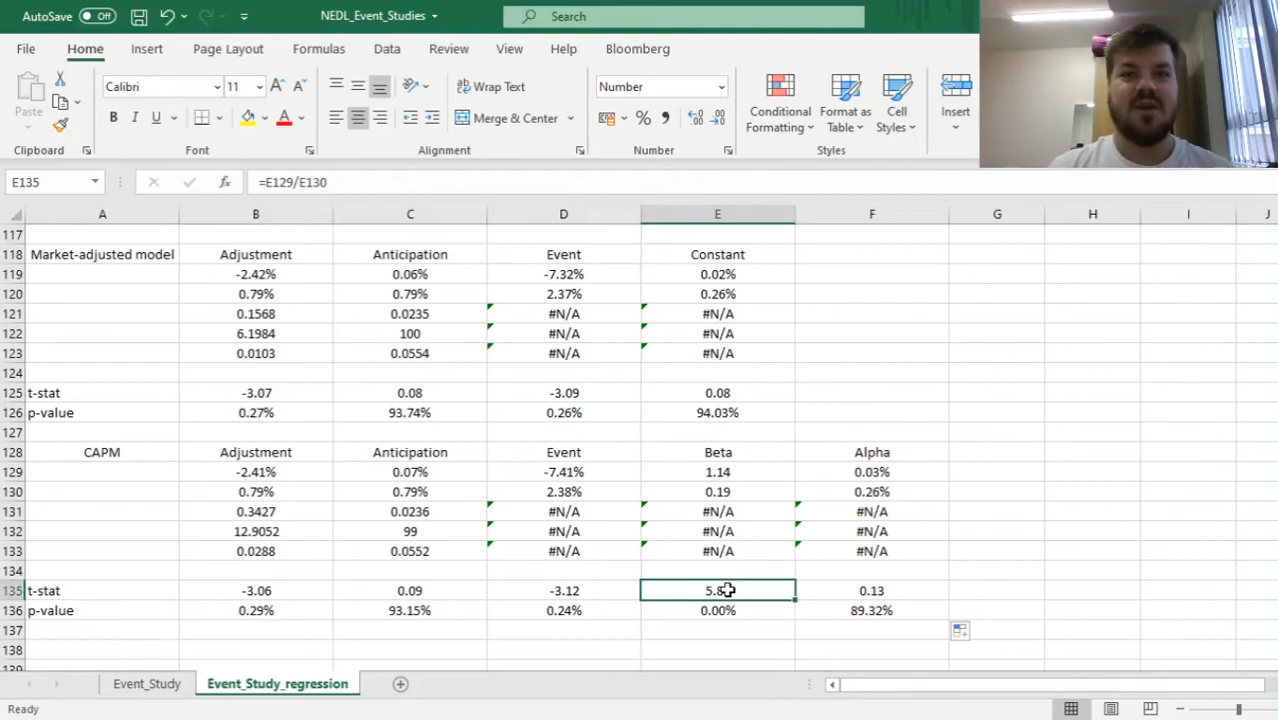 AutoSave Off NEDL_Event_Studies Search
File Home Insert Page Layout Formulas Data Review View Help Bloomberg
Paste Calibri 11 A A Wrap Text Number Conditional Formatting Format as Table Cell Styles Insert
B I U A Merge & Center % 9
Clipboard Font Alignment Number Styles
E135 fx =E129/E130
A B C D E F G H I J
117
118 Market-adjusted model Adjustment Anticipation Event Constant
119 -2.42% 0.06% -7.32% 0.02%
120 0.79% 0.79% 2.37% 0.26%
121 0.1568 0.0235 #N/A #N/A
122 6.1984 100 #N/A #N/A
123 0.0103 0.0554 #N/A #N/A
124
125 t-stat -3.07 0.08 -3.09 0.08
126 p-value 0.27% 93.74% 0.26% 94.03%
127
128 CAPM Adjustment Anticipation Event Beta Alpha
129 -2.41% 0.07% -7.41% 1.14 0.03%
130 0.79% 0.79% 2.38% 0.19 0.26%
131 0.3427 0.0236 #N/A #N/A #N/A
132 12.9052 99 #N/A #N/A #N/A
133 0.0288 0.0552 #N/A #N/A #N/A
134
135 t-stat -3.06 0.09 -3.12 0.13
136 p-value 0.29% 93.15% 0.24% 0.00% 89.32%
137
138
139
Event_Study Event_Study_regression
Ready